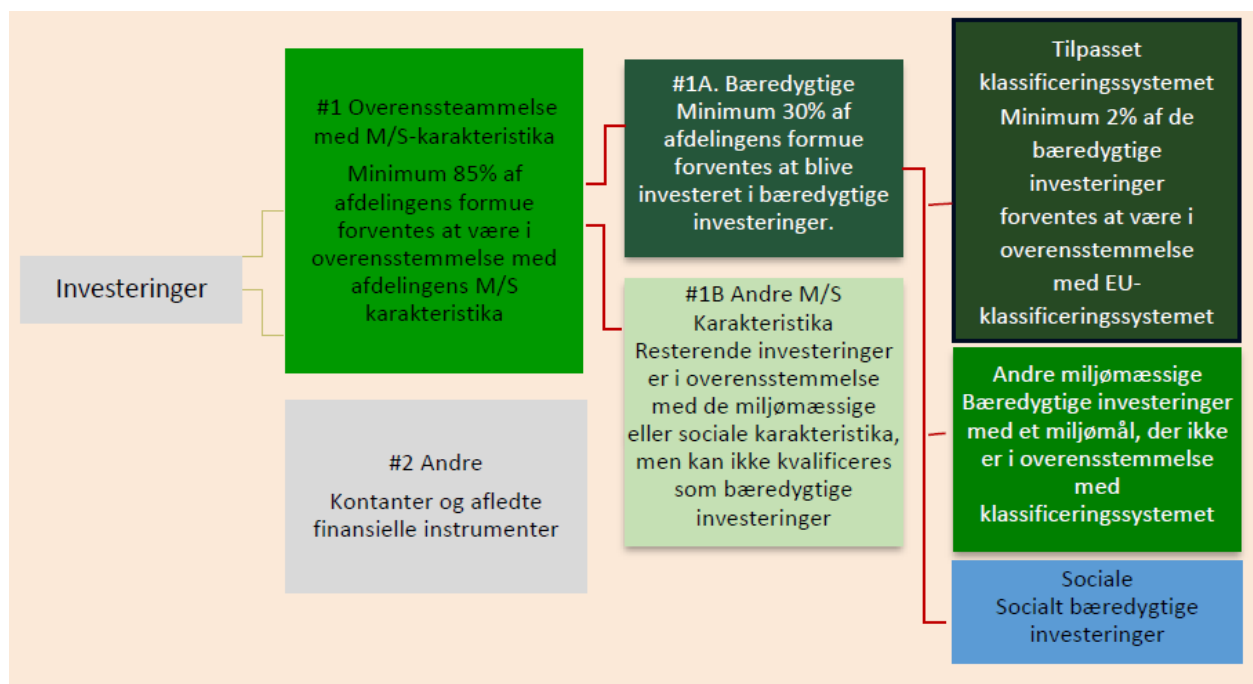 Investeringer
#1 Overenssteammelse
med M/S-karakteristika
Minimum 85% af
afdelingens formue
forventes at være i
overensstemmelse med
afdelingens M/S
karakteristika
#2 Andre
Kontanter og afledte
finansielle instrumenter
#1A. Bæredygtige
Minimum 30% af
afdelingens formue
forventes at blive
investeret i bæredygtige
investeringer.
#1B Andre M/S
Karakteristika
Resterende investeringer
er i overensstemmelse
med de miljømæssige
eller sociale karakteristika,
men kan ikke kvalificeres
som bæredygtige
investeringer
Tilpasset
klassificeringssystemet
Minimum 2% af de
bæredygtige
investeringer
forventes at være i
overensstemmelse
med EU-
klassificeringssystemet
Andre miljømæssige
Bæredygtige investeringer
med et miljømål, der ikke
er i overensstemmelse
med
klassificeringssystemet
Sociale
Socialt bæredygtige
investeringer